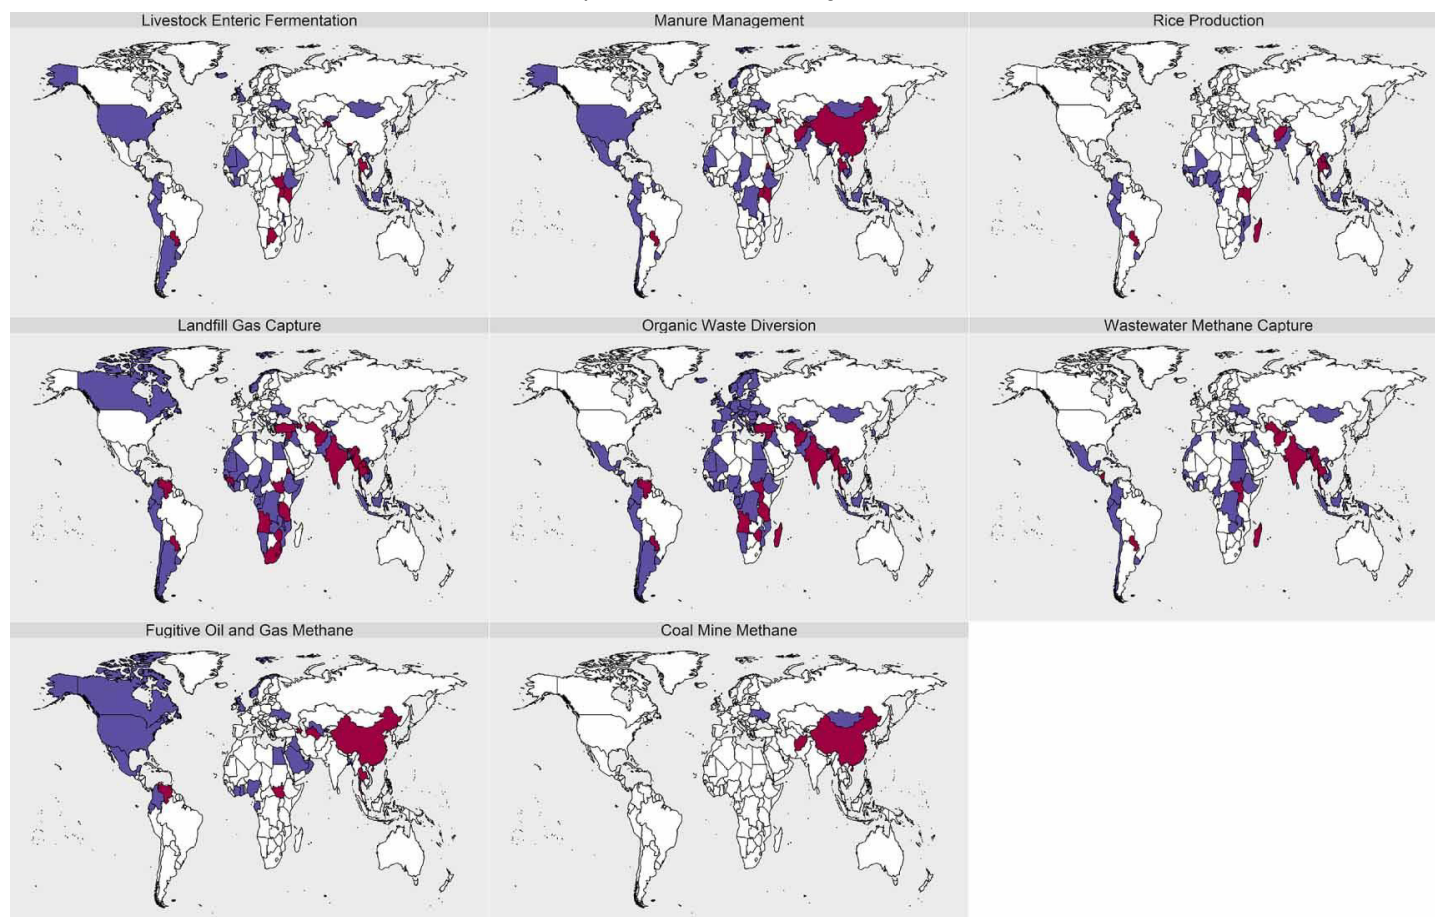 Livestock Enteric Fermentation
Manure Management
Rice Production
Landfill Gas Capture
Organic Waste Diversion
Wastewater Methane Capture
Fugitive Oil and Gas Methane
Coal Mine Methane